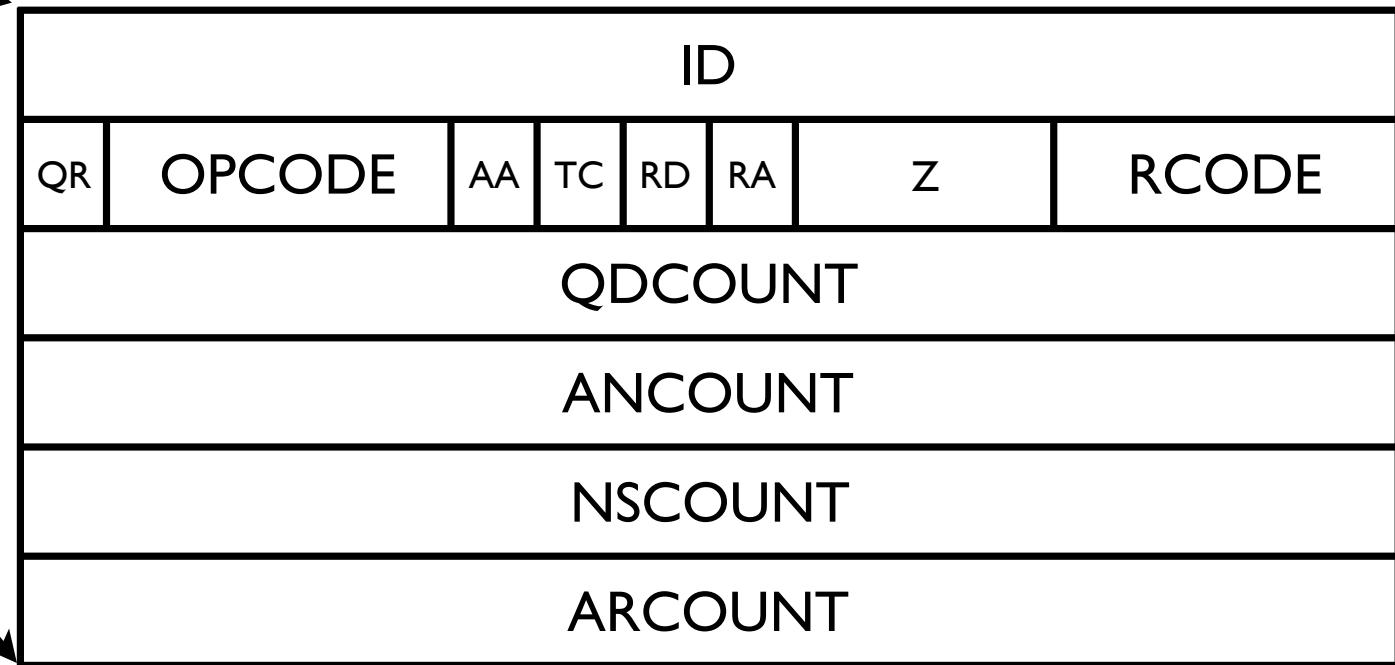 ID
QR OPCODE AA TC RD RA Z RCODE
QDCOUNT
ANCOUNT
NSCOUNT
ARCOUNT